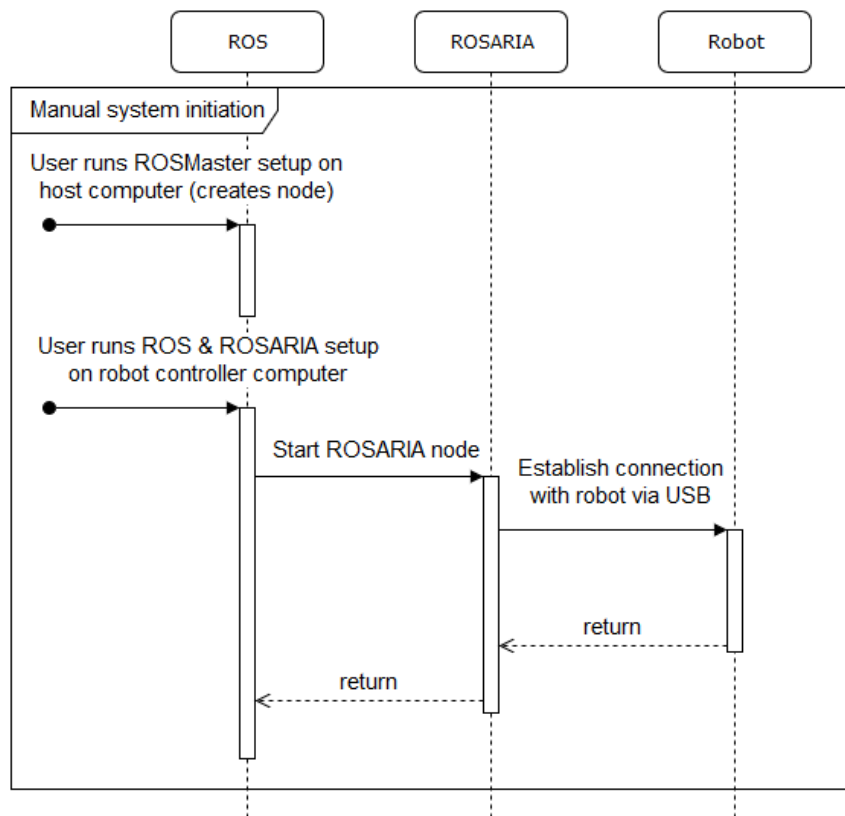 ROS
ROSARIA
Robot
Manual system initiation
User runs ROSMaster setup on
host computer (creates node)
User runs ROS & ROSARIA setup
on robot controller computer
Start ROSARIA node
Establish connection
with robot via USB
return
return